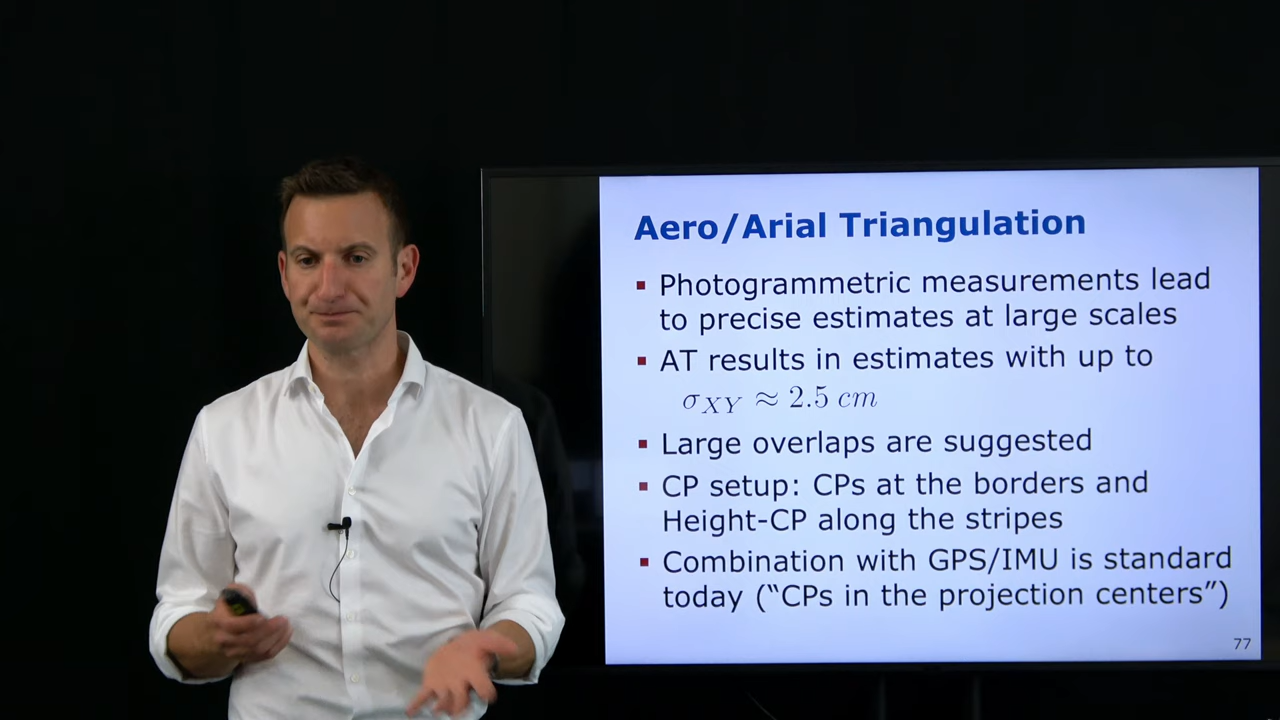 Aero/Arial Triangulation
▪ Photogrammetric measurements lead
to precise estimates at large scales
▪ AT results in estimates with up to
σ_XY ≈ 2.5 cm
▪ Large overlaps are suggested
▪ CP setup: CPs at the borders and
Height-CP along the stripes
▪ Combination with GPS/IMU is standard
today (“CPs in the projection centers”)
77